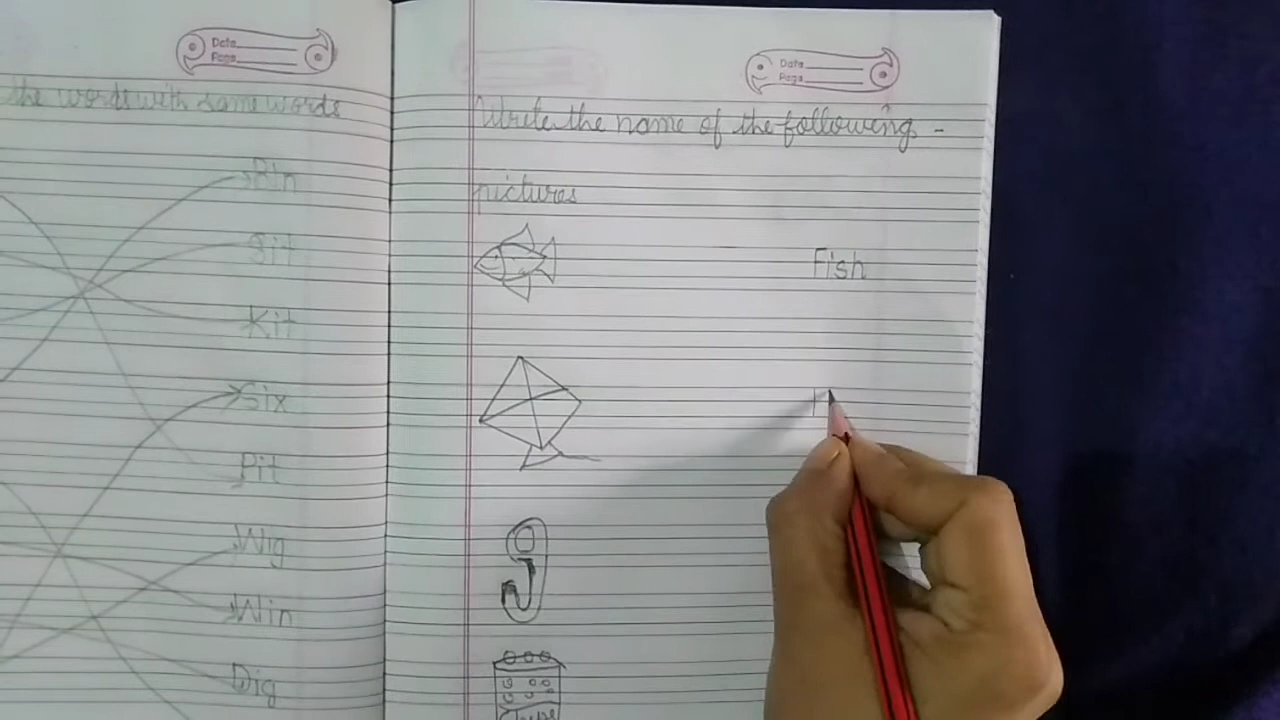 Date
Page
the words with same words
Bin
Sit
Kit
Six
Pit
Wig
Win
Dig
Date
Page
Write the name of the following -
pictures
Fish